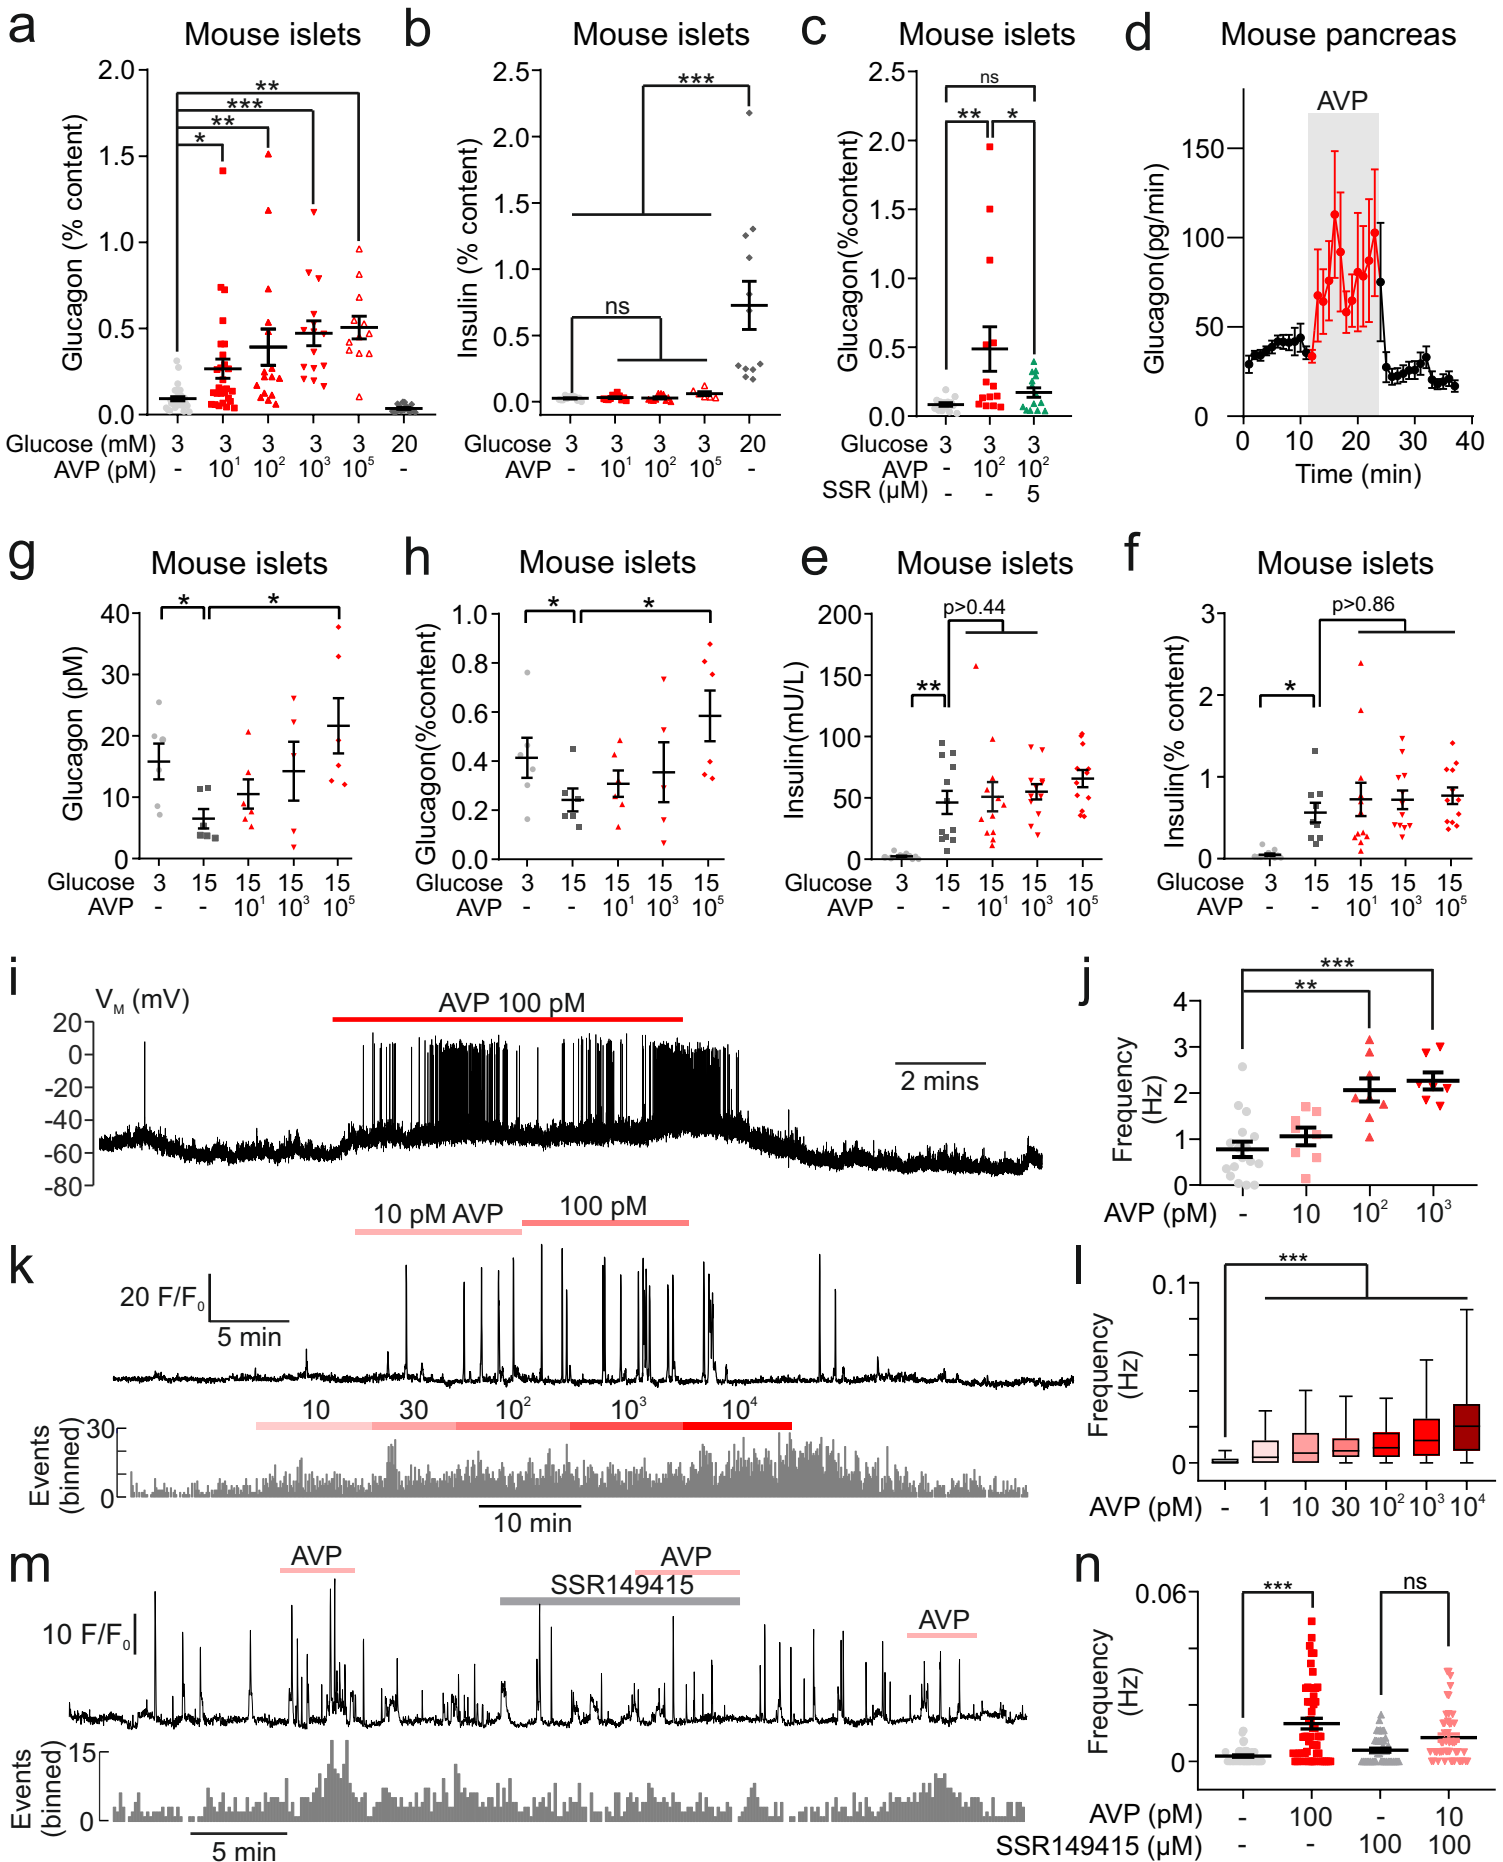 a Mouse islets
Glucagon (% content)
2.0
1.5
1.0
0.5
0.0
**
***
**
*
Glucose (mM) 3 3 3 3 3 20
AVP (pM) - 10¹ 10² 10³ 10⁵ -
b Mouse islets
Insulin (% content)
2.5
2.0
1.5
1.0
0.5
0.0
***
ns
Glucose 3 3 3 3 20
AVP - 10¹ 10² 10⁵ -
c Mouse islets
Glucagon(%content)
2.5
2.0
1.5
1.0
0.5
0.0
ns
** *
Glucose 3 3 3
AVP - 10² 10²
SSR (µM) - - 5
d Mouse pancreas
AVP
Glucagon(pg/min)
150
100
50
0
0 10 20 30 40
Time (min)
g Mouse islets
Glucagon (pM)
40
30
20
10
0
* *
Glucose 3 15 15 15 15
AVP - - 10¹ 10³ 10⁵
h Mouse islets
Glucagon(%content)
1.0
0.8
0.6
0.4
0.2
0.0
* *
Glucose 3 15 15 15 15
AVP - - 10¹ 10³ 10⁵
e Mouse islets
Insulin(mU/L)
200
150
100
50
0
p>0.44
**
Glucose 3 15 15 15 15
AVP - - 10¹ 10³ 10⁵
f Mouse islets
Insulin(% content)
3
2
1
0
p>0.86
*
Glucose 3 15 15 15 15
AVP - - 10¹ 10³ 10⁵
i
V_M (mV)
AVP 100 pM
20
0
-20
-40
-60
-80
2 mins
j
***
**
Frequency
(Hz)
4
3
2
1
0
AVP (pM) - 10 10² 10³
k
10 pM AVP 100 pM
20 F/F₀
5 min
10 30 10² 10³ 10⁴
Events
(binned)
30
0
10 min
l
***
Frequency
(Hz)
0.1
0
AVP (pM) - 1 10 30 10² 10³ 10⁴
m
AVP AVP
SSR149415
AVP
10 F/F₀
Events
(binned)
15
0
5 min
n
*** ns
Frequency
(Hz)
0.06
0
AVP (pM) - 100 - 10
SSR149415 (µM) - - 100 100